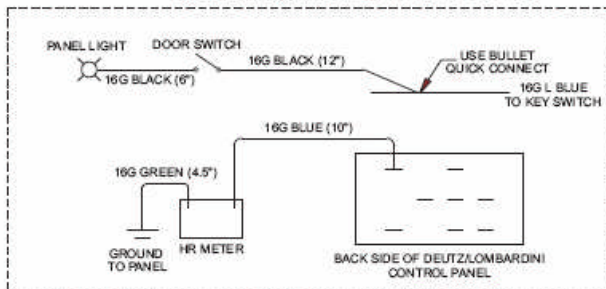 PANEL LIGHT
DOOR SWITCH
16G BLACK (6")
16G BLACK (12")
USE BULLET
QUICK CONNECT
16G L BLUE
TO KEY SWITCH
16G BLUE (10")
16G GREEN (4.5")
GROUND
TO PANEL
HR METER
BACK SIDE OF DEUTZ/LOMBARDINI
CONTROL PANEL